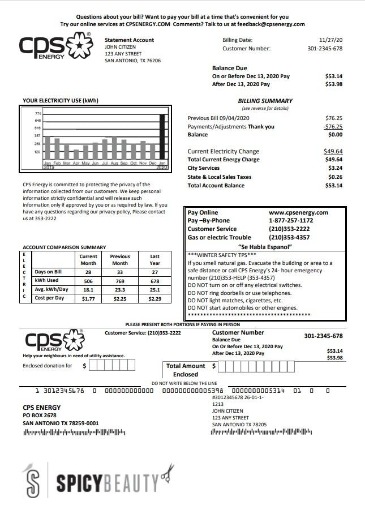 Questions about your bill? Want to pay your bill at a time that's convenient for you
Try our online services at CPSENERGY.COM Comments? Talk to us at feedback@cpsenergy.com
cps
ENERGY
Statement Account
JOHN CITIZEN
123 ANY STREET
SAN ANTONIO, TX 78206
Billing Date: 11/27/20
Customer Number: 301-2345-678
Balance Due
On or Before Dec 13, 2020 Pay $53.14
After Dec 13, 2020 Pay $53.98
YOUR ELECTRICITY USE (kWh)
BILLING SUMMARY
(see reverse for details)
Previous Bill 09/04/2020 $76.25
Payments/Adjustments Thank you -$76.25
Balance $0.00
Current Electricity Change $49.64
Total Current Energy Charge $49.64
City Services $3.24
State & Local Sales Taxes $0.26
Total Account Balance $53.14
CPS Energy is committed to protecting the privacy of the
information collected from our customers. We keep personal
information strictly confidential and will release such
information only if approved by you or as required by law. If you
have any questions regarding our privacy policy, Please contact
us at 353-2222
Pay Online www.cpsenergy.com
Pay –By-Phone 1-877-257-1172
Customer Service (210)353-2222
Gas or electric Trouble (210)353-4357
"Se Habla Espanol"
***WINTER SAFETY TPS***
If you smell natural gas. Evacuate the building or area to a
safe distance or call CPS Energy's 24- hour emergency
number (210)353-HELP (353-4357)
DO NOT turn on or off any electric switches.
DO NOT ring doorbells or use telephones.
DO NOT light matches, cigarettes, etc.
DO NOT start automobiles or other engines.
ACCOUNT COMPARISON SUMMARY
ELECTRIC
Current Month Previous Month Last Year
Days on Bill 28 33 27
kWh Used 506 769 678
Avg. kWh/Day 18.1 23.3 25.1
Cost per Day $1.77 $2.25 $2.29
PLEASE PRESENT BOTH PORTIONS IF PAYING IN PERSON
cps
ENERGY
Customer Service: (210)353-2222
Customer Number 301-2345-678
Balance Due
On or Before Dec 13, 2020 Pay $53.14
After Dec 13, 2020 Pay $53.98
Help your neighbours in need of utility assistance.
Enclosed donation for $
Total Amount $
Enclosed
DO NOT WRITE BELOW THE LINE
CPS ENERGY
PO BOX 2678
SAN ANTONIO TX 78259-0001
1213
JOHN CITIZEN
123 ANY STREET
SAN ANTONIO TX 78205
SPICYBEAUTY